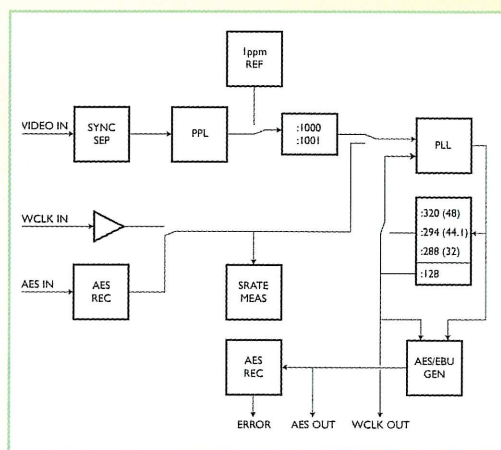 1ppm
REF
VIDEO IN
SYNC
SEP
PPL
:1000
:1001
PLL
WCLK IN
:320 (48)
:294 (44.1)
:288 (32)
:128
AES IN
AES
REC
SRATE
MEAS
AES
REC
AES/EBU
GEN
ERROR
AES OUT
WCLK OUT